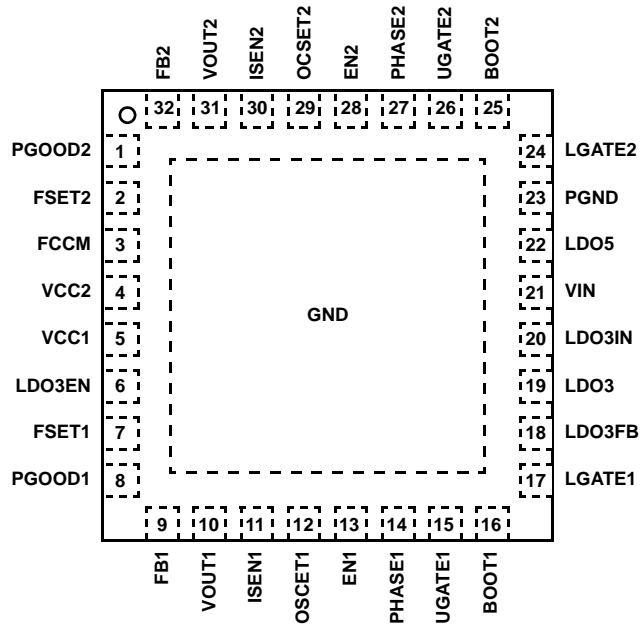 FB2
VOUT2
ISEN2
OCSET2
EN2
PHASE2
UGATE2
BOOT2
32 31 30 29 28 27 26 25
PGOOD2 1
FSET2 2
FCCM 3
VCC2 4
VCC1 5
LDO3EN 6
FSET1 7
PGOOD1 8
GND
24 LGATE2
23 PGND
22 LDO5
21 VIN
20 LDO3IN
19 LDO3
18 LDO3FB
17 LGATE1
9 10 11 12 13 14 15 16
FB1
VOUT1
ISEN1
OSCET1
EN1
PHASE1
UGATE1
BOOT1